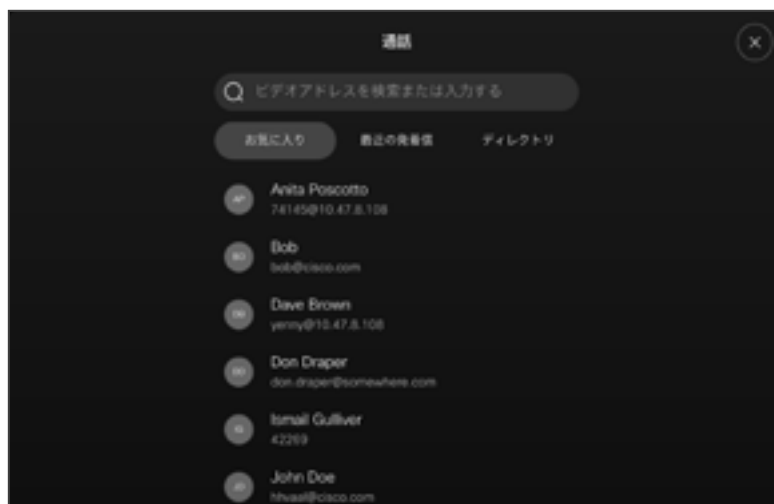 通話
ビデオアドレスを検索または入力する
お気に入り 最近の発着信 ディレクトリ
AP
Anita Poscotto
74145@10.47.8.108
Bob
bob@cisco.com
Dave Brown
yenny@10.47.8.108
Don Draper
don.draper@somewhere.com
Ismail Gulliver
42269
John Doe
hhvaal@cisco.com